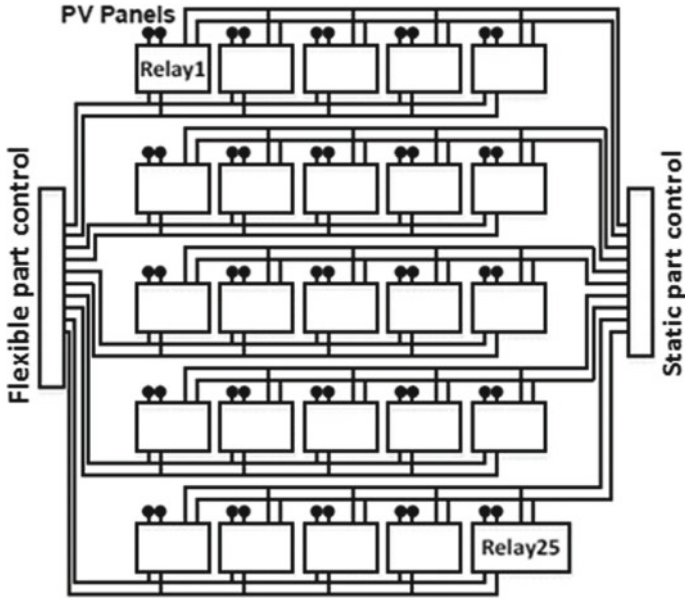 PV Panels
Relay1
Flexible part control
Static part control
Relay25